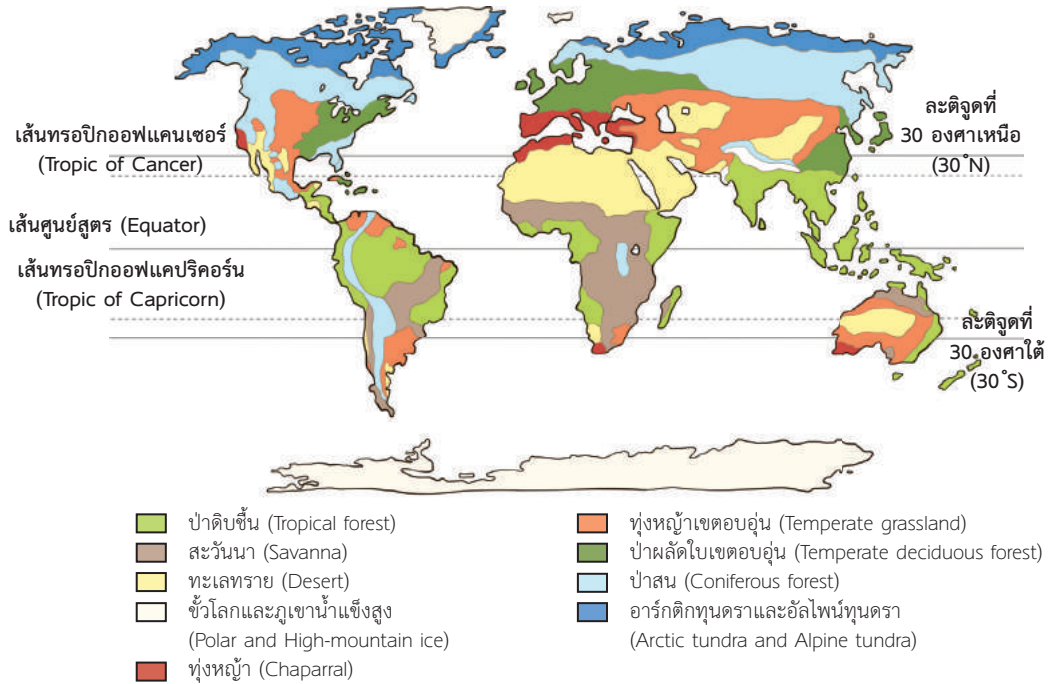 เส้นทรอปิกออฟแคนเซอร์
(Tropic of Cancer)
เส้นศูนย์สูตร (Equator)
เส้นทรอปิกออฟแคปริคอร์น
(Tropic of Capricorn)
ละติจูดที่
30 องศาเหนือ
(30˚N)
ละติจูดที่
30 องศาใต้
(30˚S)
ป่าดิบชื้น (Tropical forest)
สะวันนา (Savanna)
ทะเลทราย (Desert)
ขั้วโลกและภูเขาน้ำแข็งสูง
(Polar and High-mountain ice)
ทุ่งหญ้า (Chaparral)
ทุ่งหญ้าเขตอบอุ่น (Temperate grassland)
ป่าผลัดใบเขตอบอุ่น (Temperate deciduous forest)
ป่าสน (Coniferous forest)
อาร์กติกทุนดราและอัลไพน์ทุนดรา
(Arctic tundra and Alpine tundra)